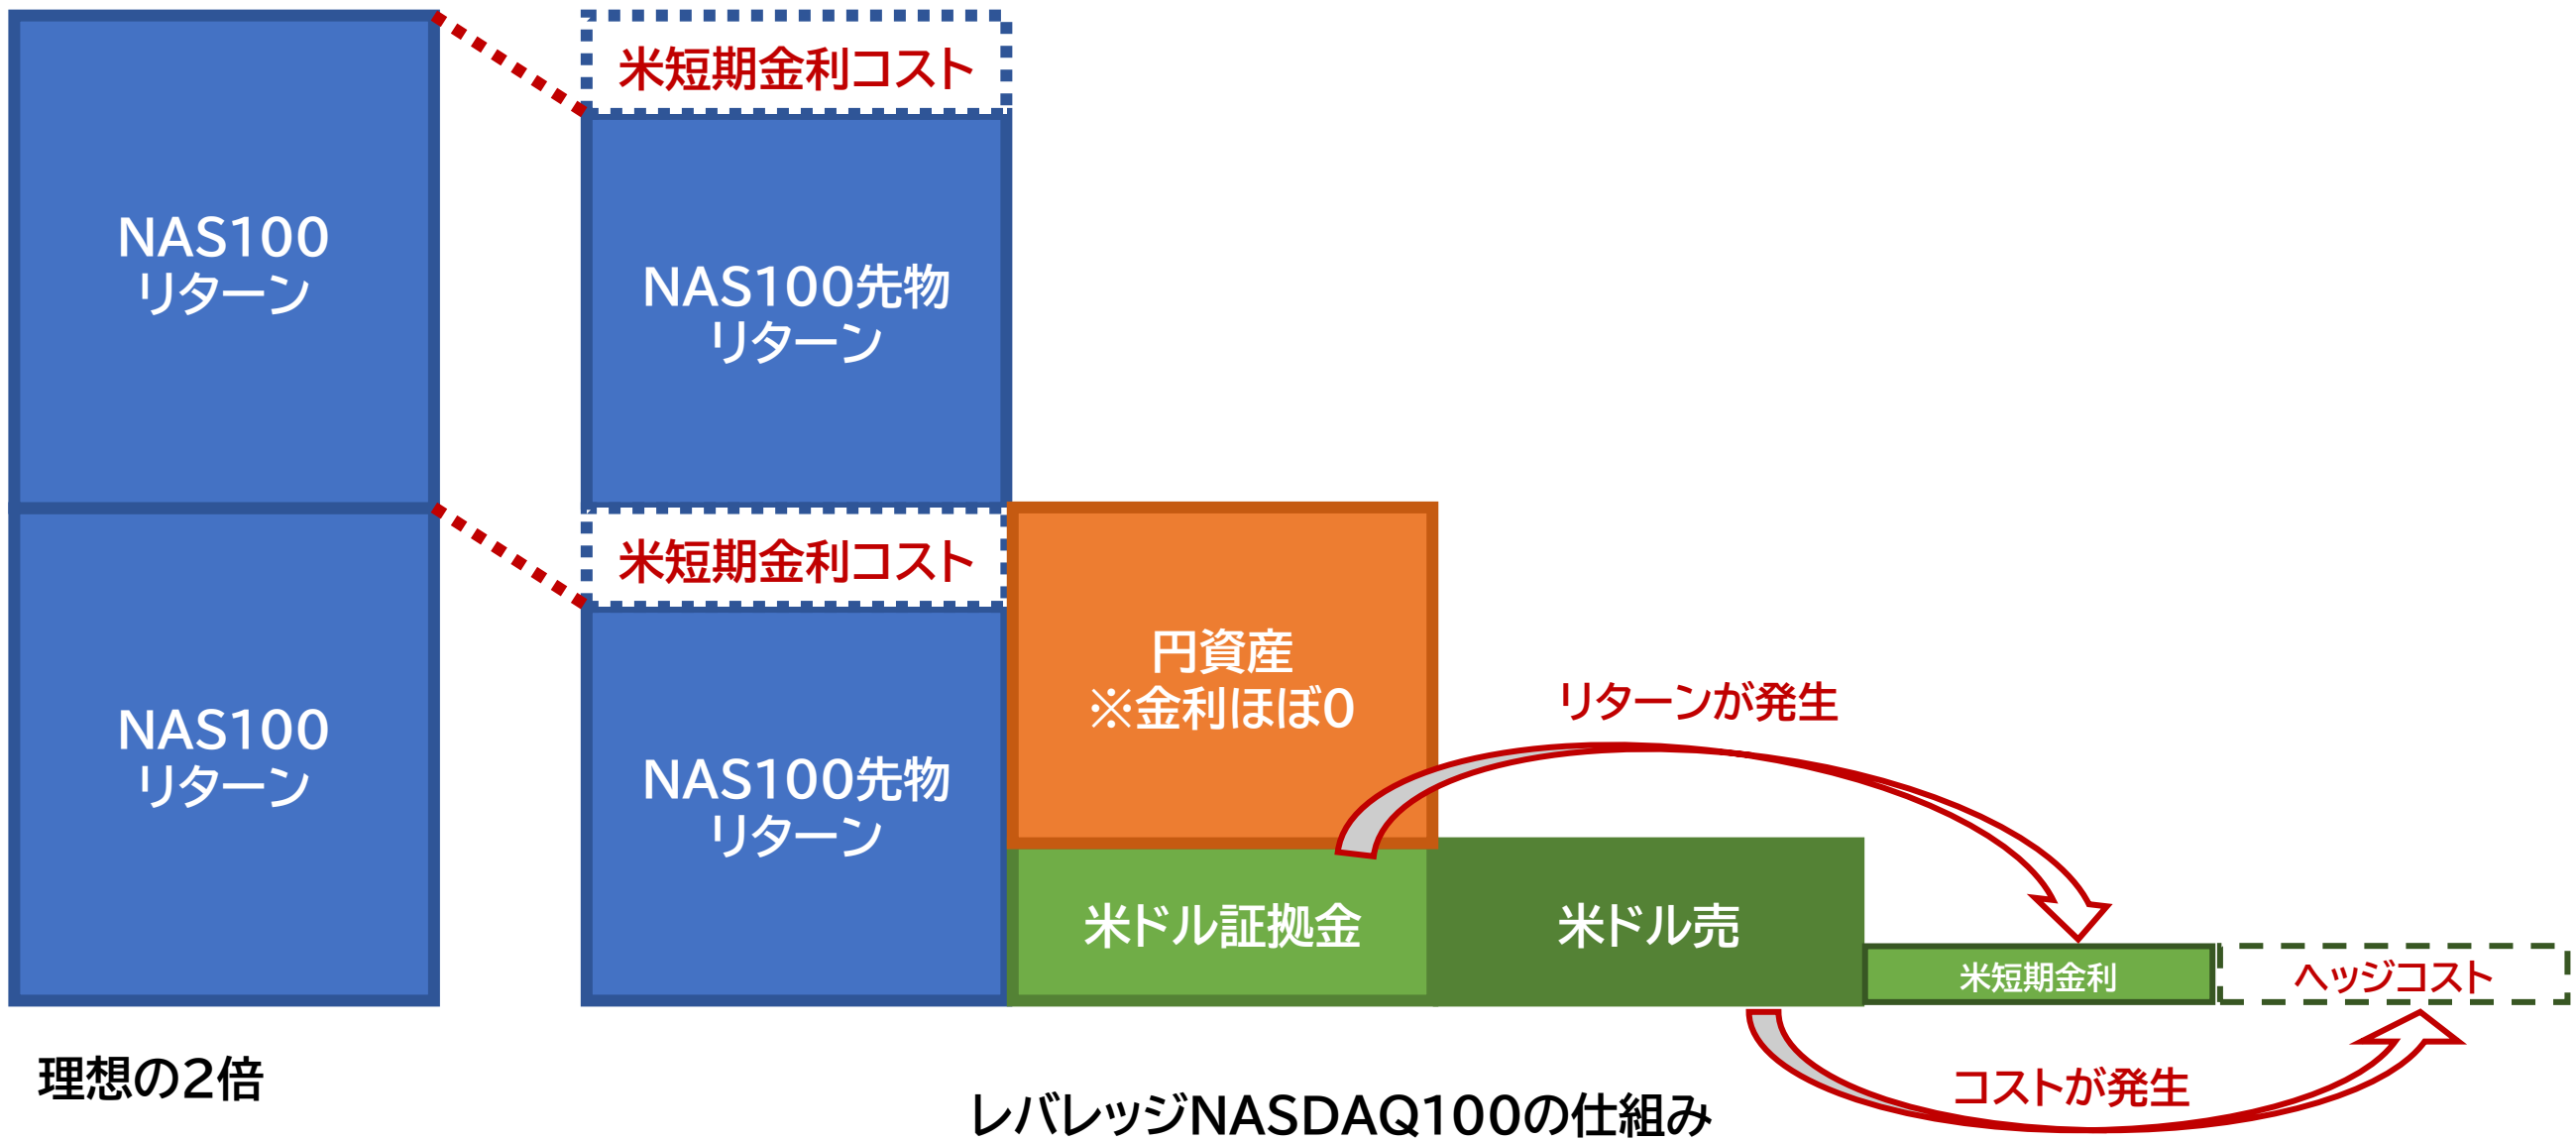 NAS100
リターン
NAS100
リターン
理想の2倍
米短期金利コスト
NAS100先物
リターン
米短期金利コスト
NAS100先物
リターン
円資産
※金利ほぼ0
米ドル証拠金
米ドル売
リターンが発生
米短期金利
ヘッジコスト
コストが発生
レバレッジNASDAQ100の仕組み